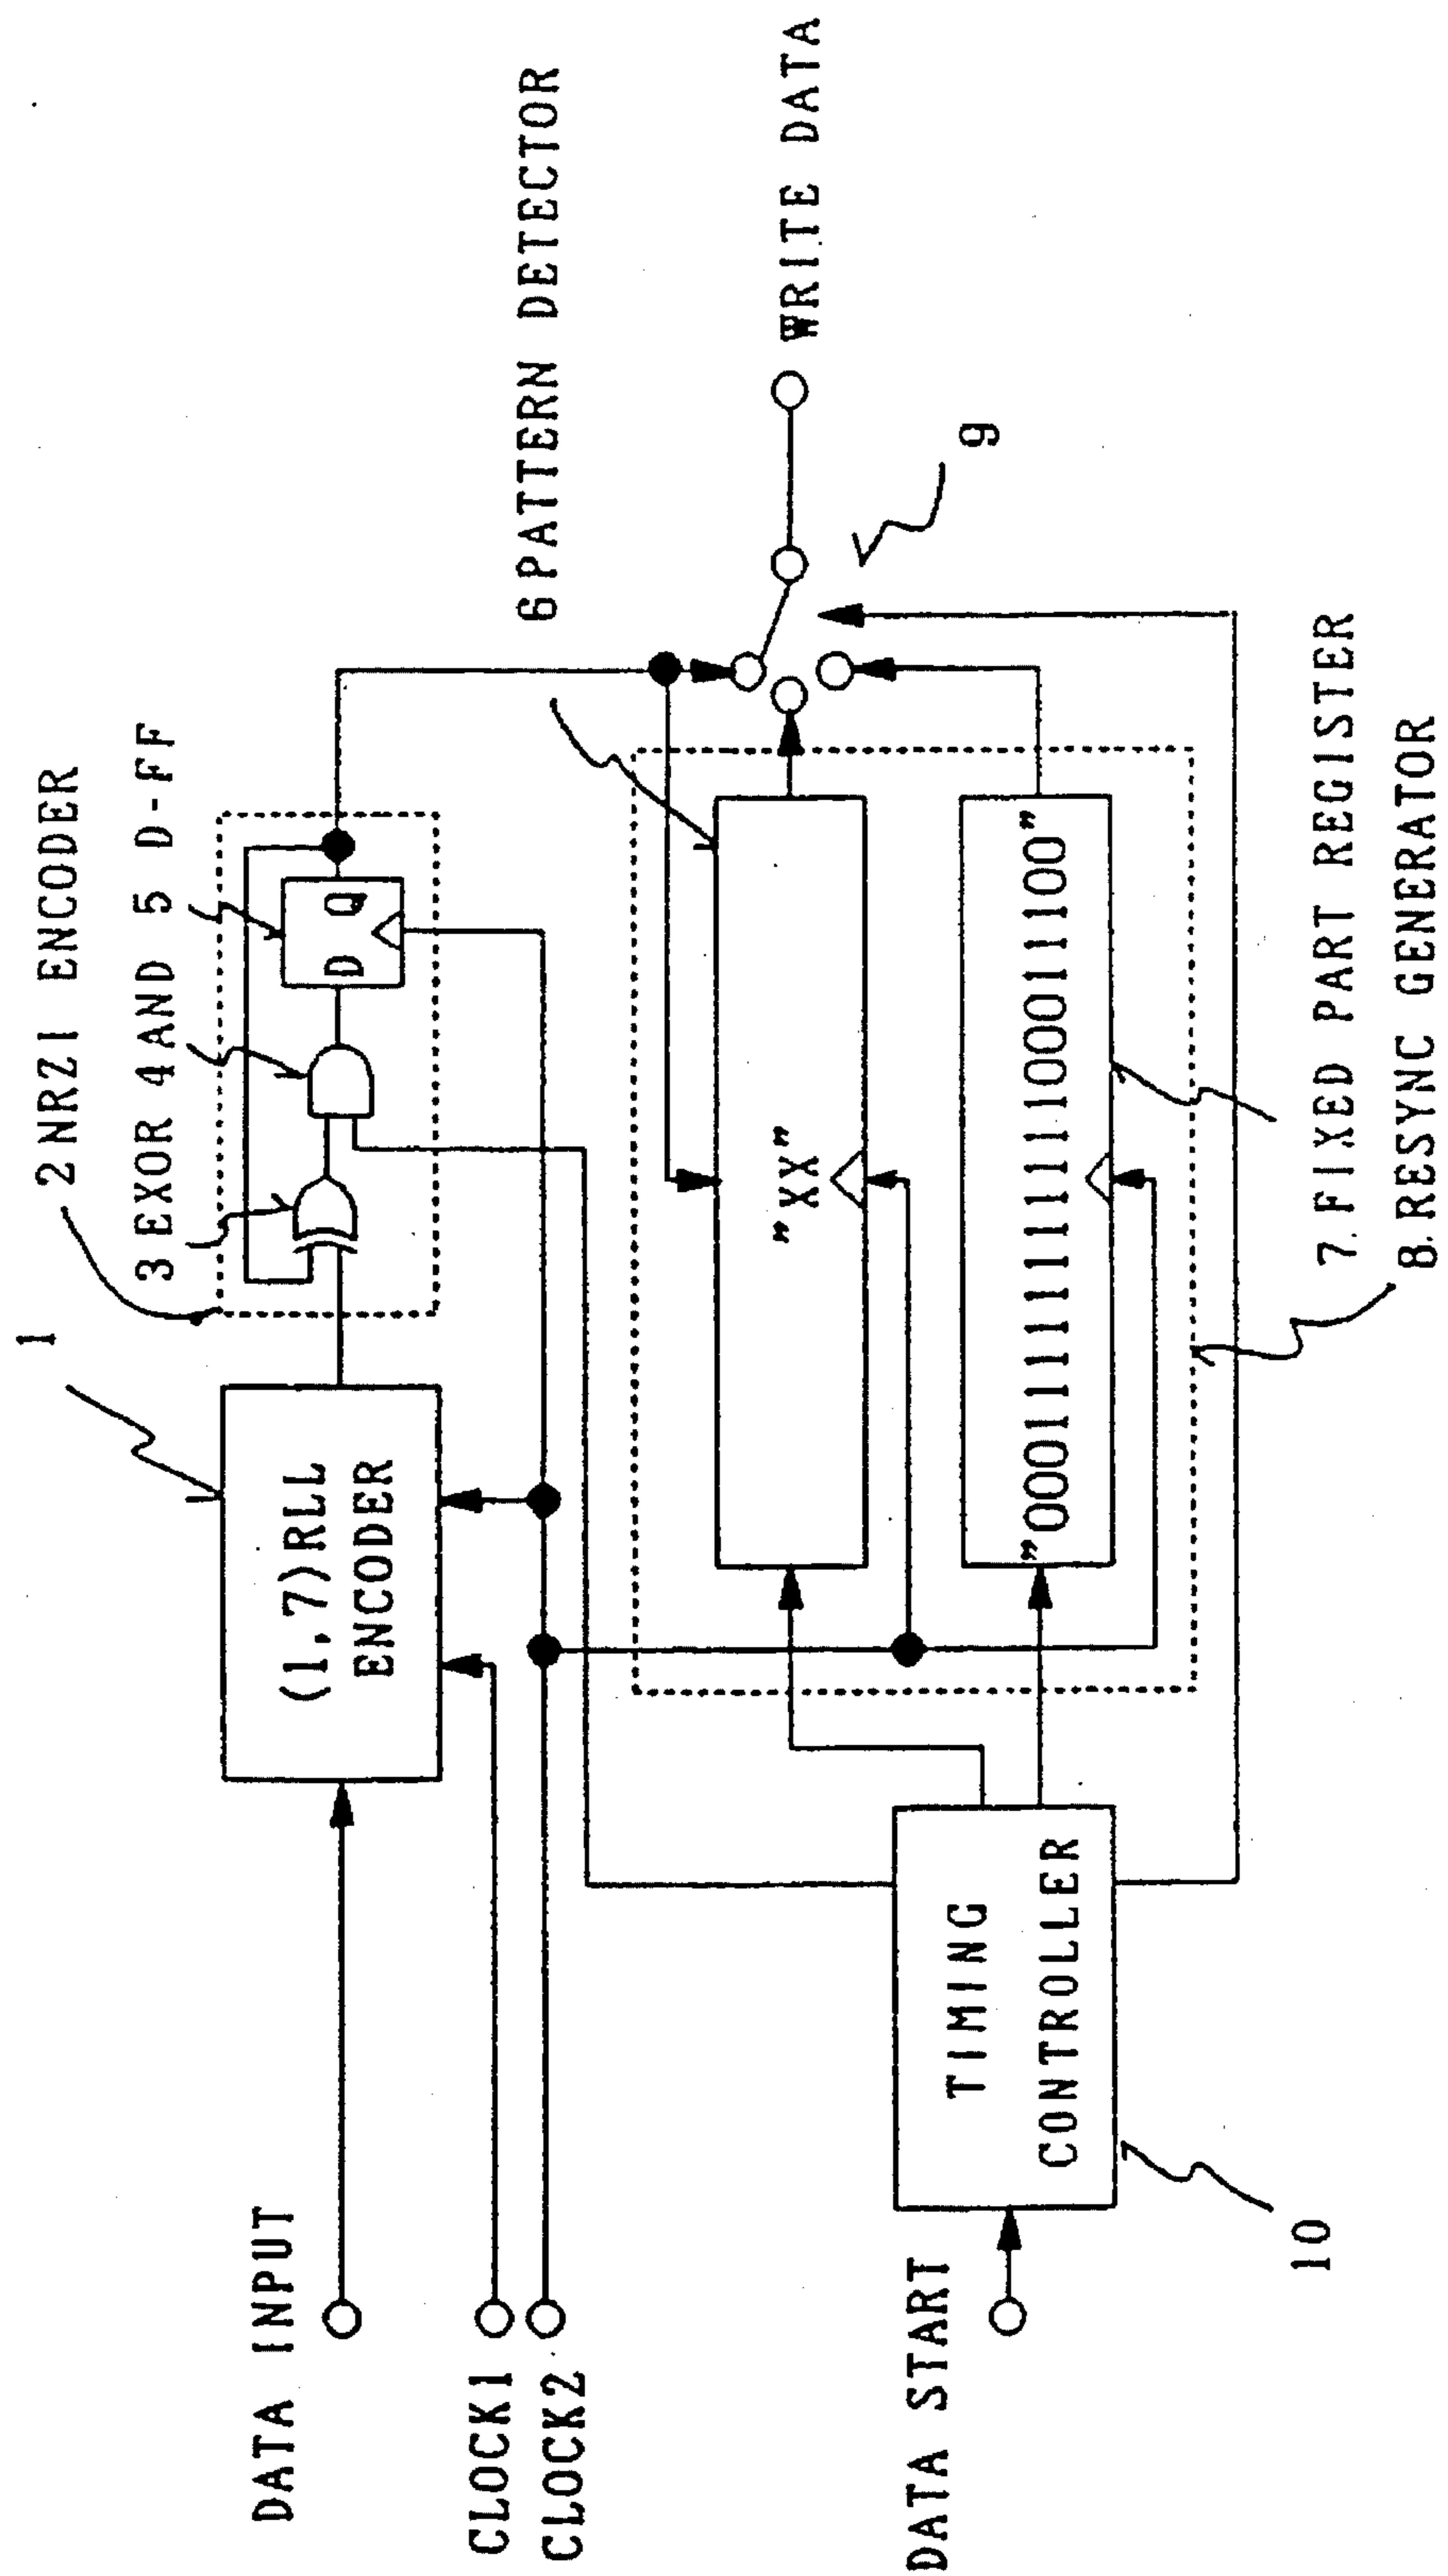 2 NRZI ENCODER
3 EXOR 4 AND 5 D-FF
1
(1,7)RLL
ENCODER
D Q
DATA INPUT
CLOCK1
CLOCK2
6 PATTERN DETECTOR
"XX"
"0001111111111100011100"
WRITE DATA
9
DATA START
TIMING
CONTROLLER
10
7. FIXED PART REGISTER
8. RESYNC GENERATOR